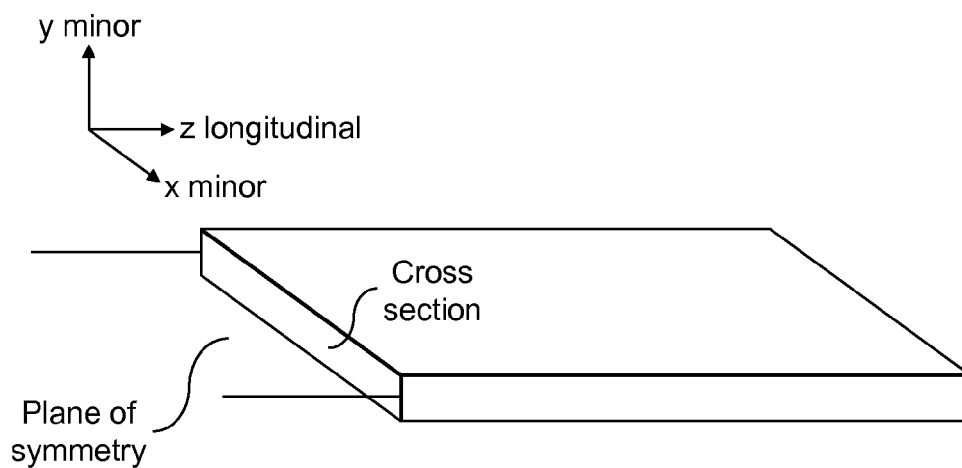 y minor
z longitudinal
x minor
Cross
section
Plane of
symmetry